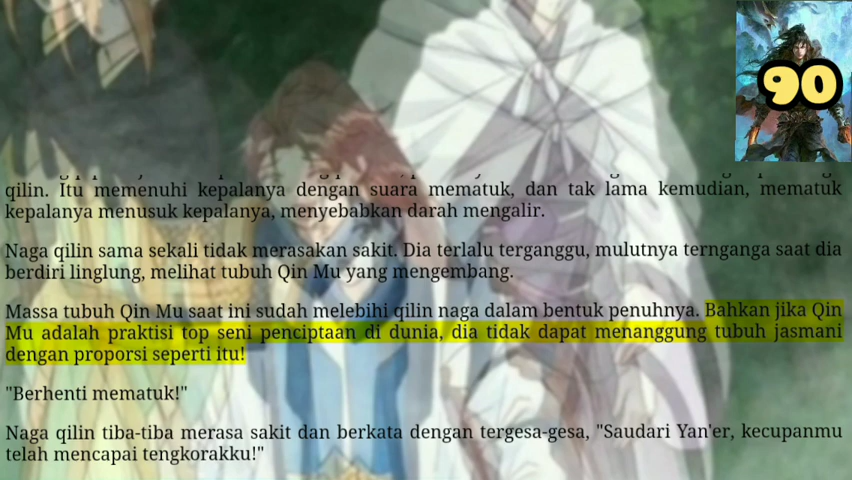 90
qilin. Itu memenuhi kepalanya dengan suara mematuk, dan tak lama kemudian, mematuk
kepalanya menusuk kepalanya, menyebabkan darah mengalir.
Naga qilin sama sekali tidak merasakan sakit. Dia terlalu terganggu, mulutnya ternganga saat dia
berdiri linglung, melihat tubuh Qin Mu yang mengembang.
Massa tubuh Qin Mu saat ini sudah melebihi qilin naga dalam bentuk penuhnya. Bahkan jika Qin
Mu adalah praktisi top seni penciptaan di dunia, dia tidak dapat menanggung tubuh jasmani
dengan proporsi seperti itu!
"Berhenti mematuk!"
Naga qilin tiba-tiba merasa sakit dan berkata dengan tergesa-gesa, "Saudari Yan'er, kecupanmu
telah mencapai tengkorakku!"